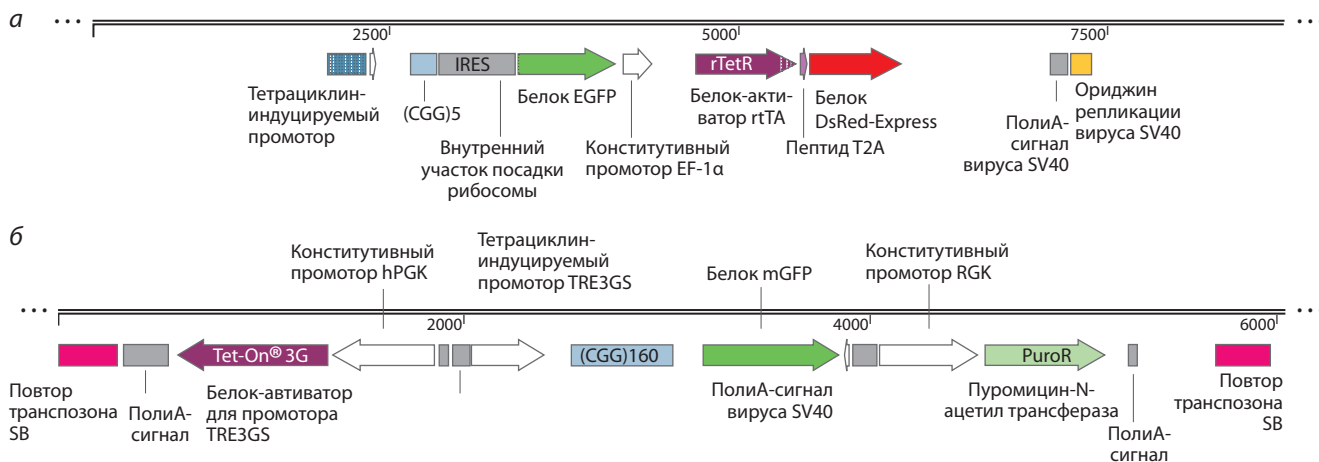 а
2500
5000
7500
IRES
rTetR
Тетрациклин-
индуцируемый
промотор
(CGG)5
Белок EGFP
Внутренний
участок посадки
рибосомы
Конститутивный
промотор EF-1α
Белок-акти-
ватор rtTA
Белок
DsRed-Express
Пептид T2A
ПолиА-
сигнал
вируса SV40
Ориджин
репликации
вируса SV40
б
Конститутивный
промотор hPGK
Тетрациклин-
индуцируемый
промотор TRE3GS
Белок mGFP
Конститутивный
промотор RGK
2000
4000
6000
Tet-On® 3G
(CGG)160
PuroR
Повтор
транспозона
SB
ПолиА-
сигнал
Белок-активатор
для промотора
TRE3GS
ПолиА-сигнал
вируса SV40
Пуромицин-N-
ацетил трансфераза
ПолиА-
сигнал
Повтор
транспозона
SB